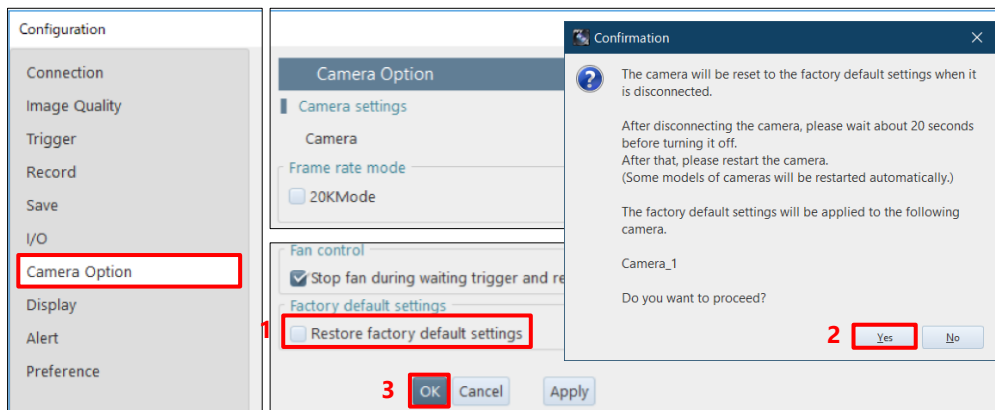 Configuration
Connection
Image Quality
Trigger
Record
Save
I/O
Camera Option
Display
Alert
Preference
Camera Option
Camera settings
Camera
Frame rate mode
20KMode
Fan control
Stop fan during waiting trigger and re
Factory default settings
1
Restore factory default settings
3
OK
Cancel
Apply
Confirmation
The camera will be reset to the factory default settings when it
is disconnected.
After disconnecting the camera, please wait about 20 seconds
before turning it off.
After that, please restart the camera.
(Some models of cameras will be restarted automatically.)
The factory default settings will be applied to the following
camera.
Camera_1
Do you want to proceed?
2
Yes
No